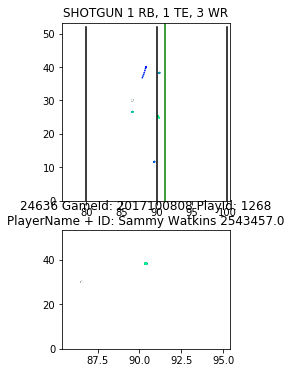 SHOTGUN 1 RB, 1 TE, 3 WR
50
40
30
20
10
0
80 85 90 95 100
24636 GameId: 2017100808 PlayId: 1268
PlayerName + ID: Sammy Watkins 2543457.0
40
20
0
87.5 90.0 92.5 95.0